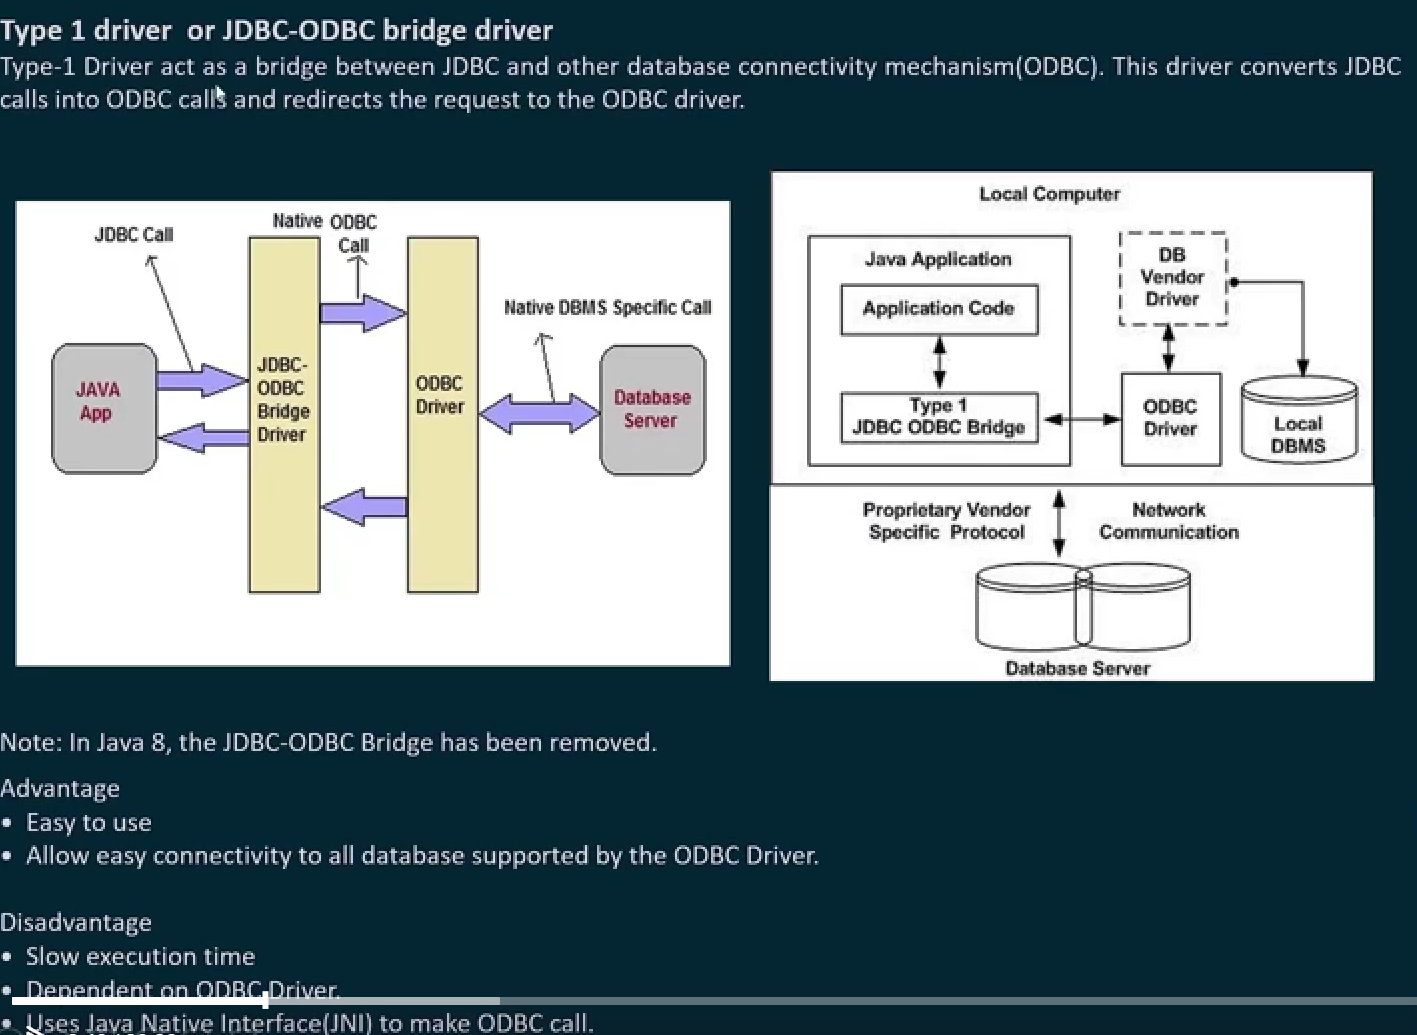 Type 1 driver or JDBC-ODBC bridge driver
Type-1 Driver act as a bridge between JDBC and other database connectivity mechanism(ODBC). This driver converts JDBC
calls into ODBC calls and redirects the request to the ODBC driver.
JDBC Call
Native ODBC
Call
Native DBMS Specific Call
JAVA
App
JDBC-
ODBC
Bridge
Driver
ODBC
Driver
Database
Server
Local Computer
Java Application
Application Code
Type 1
JDBC ODBC Bridge
DB
Vendor
Driver
ODBC
Driver
Local
DBMS
Proprietary Vendor
Specific Protocol
Network
Communication
Database Server
Note: In Java 8, the JDBC-ODBC Bridge has been removed.
Advantage
• Easy to use
• Allow easy connectivity to all database supported by the ODBC Driver.
Disadvantage
• Slow execution time
• Dependent on ODBC Driver.
• Uses Java Native Interface(JNI) to make ODBC call.